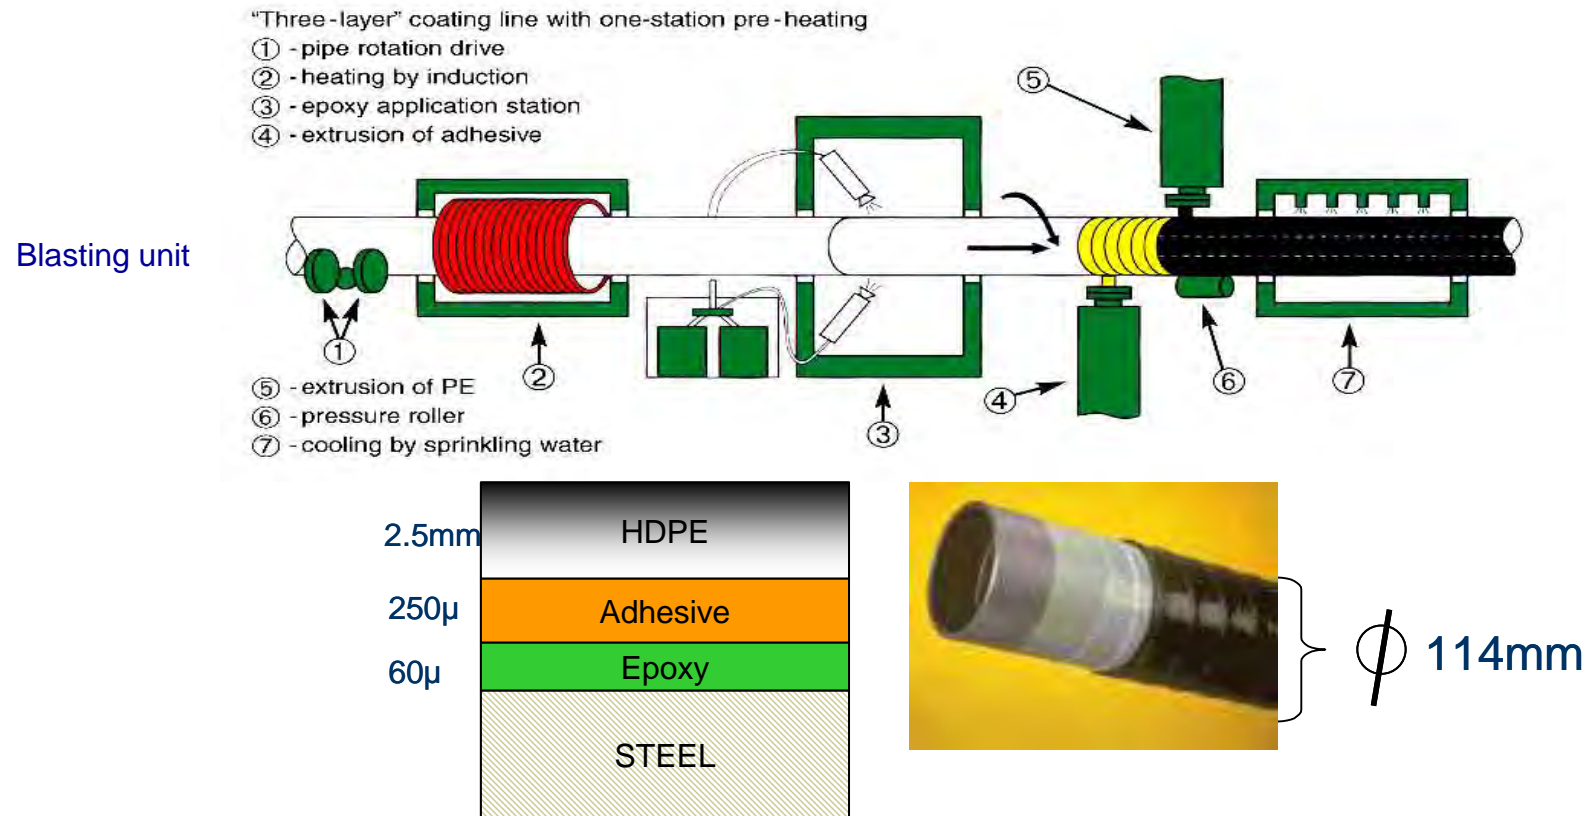 "Three-layer" coating line with one-station pre-heating
① - pipe rotation drive
② - heating by induction
③ - epoxy application station
④ - extrusion of adhesive
⑤
Blasting unit
①
②
④
⑥
⑦
③
⑤ - extrusion of PE
⑥ - pressure roller
⑦ - cooling by sprinkling water
2.5mm
HDPE
250µ
Adhesive
60µ
Epoxy
STEEL
114mm